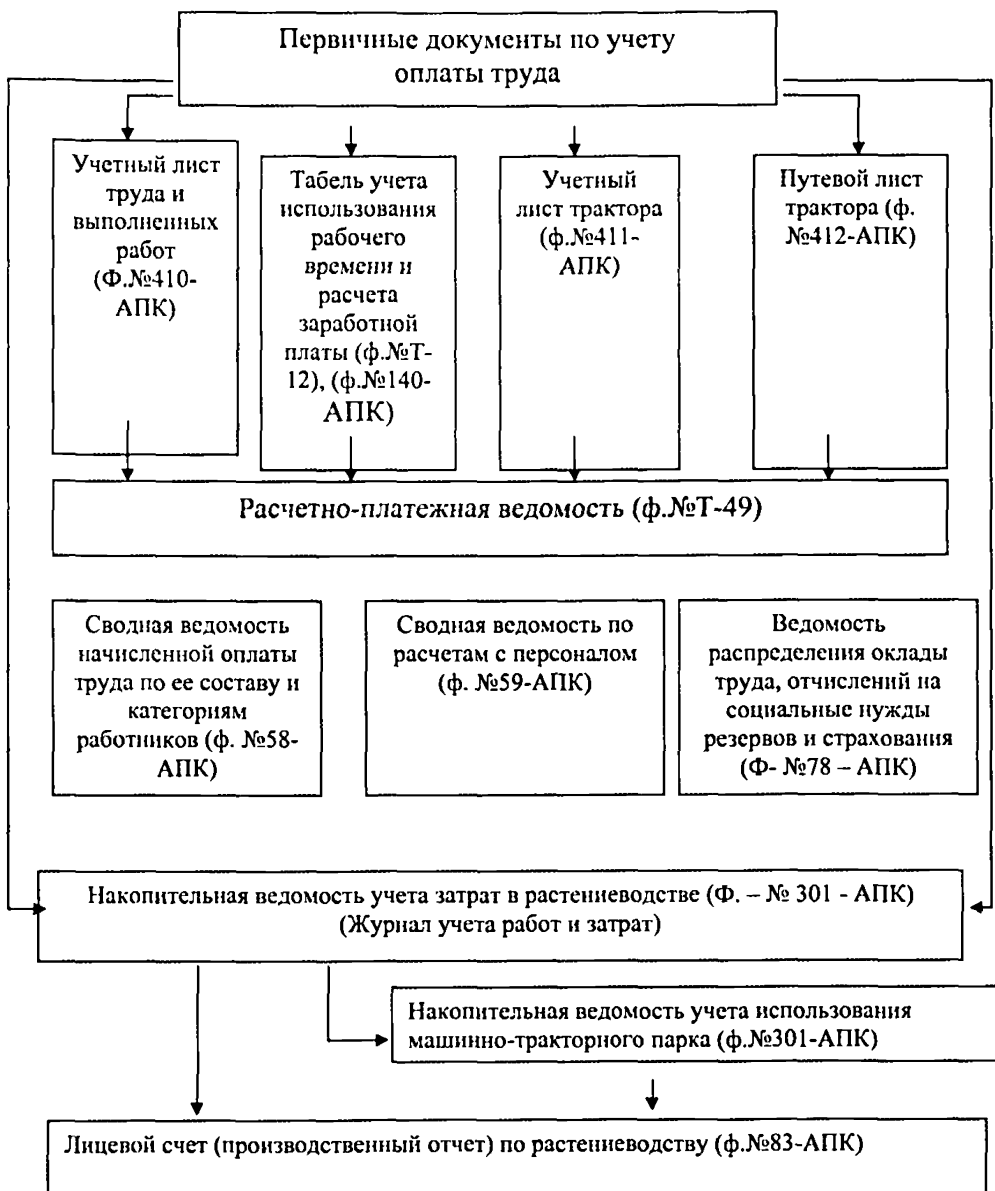 Первичные документы по учету
оплаты труда
Учетный лист
труда и
выполненных
работ
(Ф.№410-
АПК)
Табель учета
использования
рабочего
времени и
расчета
заработной
платы (ф.№Т-
12), (ф.№140-
АПК)
Учетный
лист трактора
(ф.№411-
АПК)
Путевой лист
трактора (ф.
№412-АПК)
Расчетно-платежная ведомость (ф.№Т-49)
Сводная ведомость
начисленной оплаты
труда по ее составу и
категориям
работников (ф. №58-
АПК)
Сводная ведомость по
расчетам с персоналом
(ф. №59-АПК)
Ведомость
распределения оклады
труда, отчислений на
социальные нужды
резервов и страхования
(Ф- №78 – АПК)
Накопительная ведомость учета затрат в растениеводстве (Ф. – № 301 - АПК)
(Журнал учета работ и затрат)
Накопительная ведомость учета использования
машинно-тракторного парка (ф.№301-АПК)
Лицевой счет (производственный отчет) по растениеводству (ф.№83-АПК)